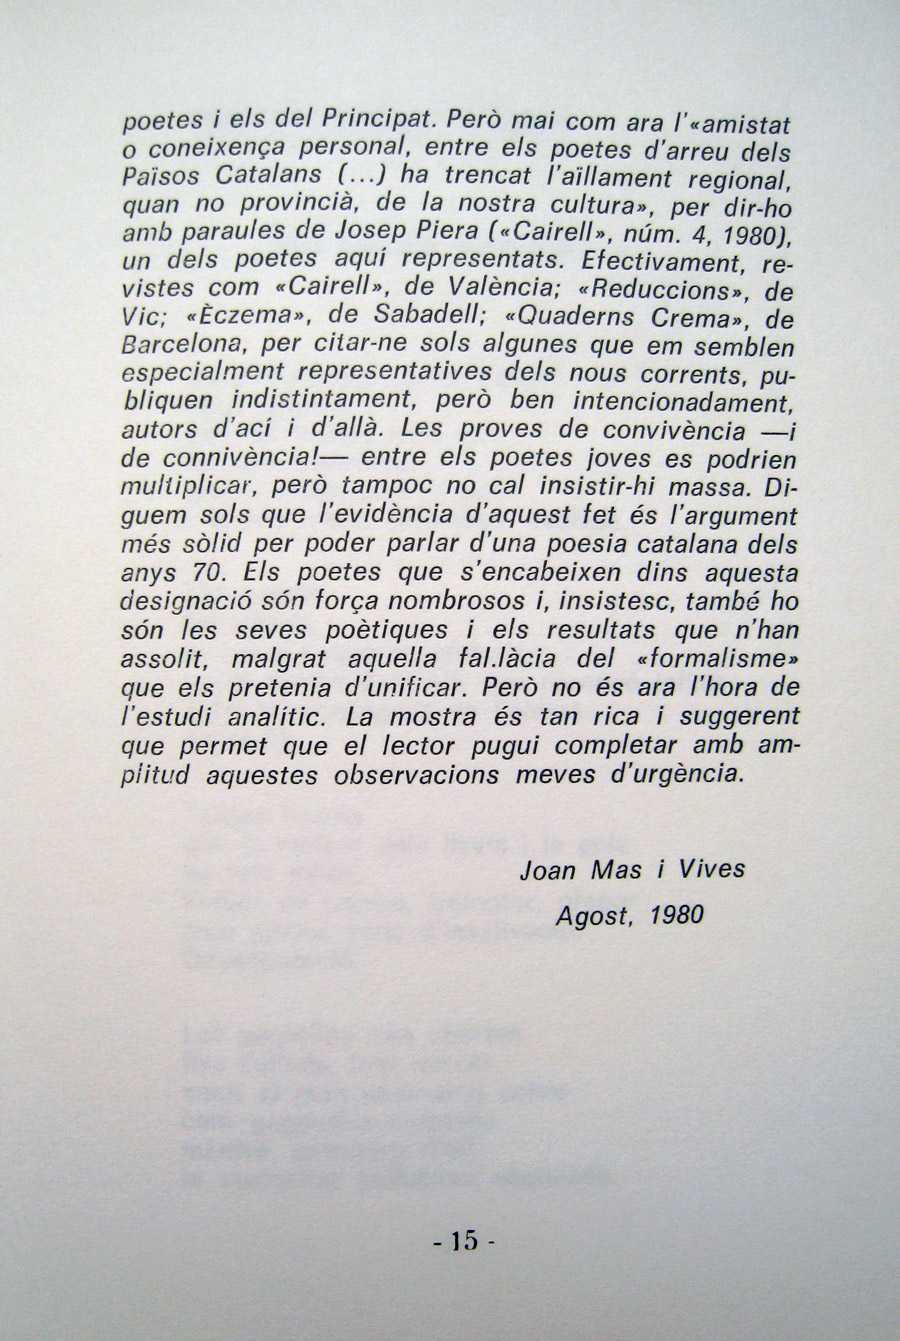 poetes i els del Principat. Però mai com ara l'«amistat
o coneixença personal, entre els poetes d'arreu dels
Països Catalans (...) ha trencat l'aïllament regional,
quan no provincià, de la nostra cultura», per dir-ho
amb paraules de Josep Piera («Cairell», núm. 4, 1980),
un dels poetes aquí representats. Efectivament, re-
vistes com «Cairell», de València; «Reduccions», de
Vic; «Èczema», de Sabadell; «Quaderns Crema», de
Barcelona, per citar-ne sols algunes que em semblen
especialment representatives dels nous corrents, pu-
bliquen indistintament, però ben intencionadament,
autors d'ací i d'allà. Les proves de convivència —i
de connivència!— entre els poetes joves es podrien
multiplicar, però tampoc no cal insistir-hi massa. Di-
guem sols que l'evidència d'aquest fet és l'argument
més sòlid per poder parlar d'una poesia catalana dels
anys 70. Els poetes que s'encabeixen dins aquesta
designació són força nombrosos i, insistesc, també ho
són les seves poètiques i els resultats que n'han
assolit, malgrat aquella fal.làcia del «formalisme»
que els pretenia d'unificar. Però no és ara l'hora de
l'estudi analític. La mostra és tan rica i suggerent
que permet que el lector pugui completar amb am-
plitud aquestes observacions meves d'urgència.
Joan Mas i Vives
Agost, 1980
- 15 -